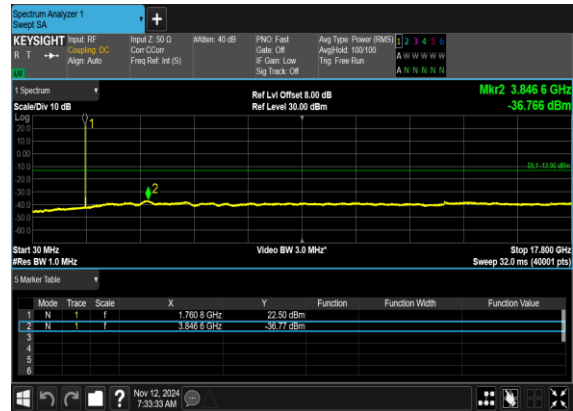 Spectrum Analyzer 1
Swept SA
+
KEYSIGHT Input: RF Input Z: 50 Ω #Atten: 40 dB PNO: Fast Avg Type: Power (RMS) 1 2 3 4 5 6
R T Coupling: DC Corr CCorr Gate: Off Avg|Hold: 100/100 A W W W W W
Align: Auto Freq Ref: Int (S) IF Gain: Low Trig: Free Run
Sig Track: Off A N N N N N
1 Spectrum Ref Lvl Offset 8.00 dB Mkr2 3.846 6 GHz
Scale/Div 10 dB Ref Level 30.00 dBm -36.766 dBm
Log
1
20.0
10.0
0.00
-10.0
DL1 -13.00 dBm
-20.0
-30.0
2
-40.0
-50.0
-60.0
Start 30 MHz Video BW 3.0 MHz* Stop 17.800 GHz
#Res BW 1.0 MHz Sweep 32.0 ms (40001 pts)
5 Marker Table
Mode Trace Scale X Y Function Function Width Function Value
1 N 1 f 1.760 8 GHz 22.50 dBm
2 N 1 f 3.846 6 GHz -36.77 dBm
3
4
5
6
? Nov 12, 2024
7:33:33 AM